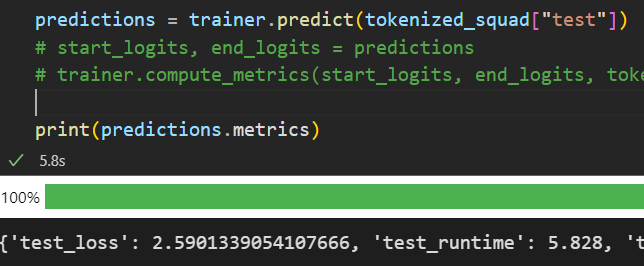 predictions = trainer.predict(tokenized_squad["test"])
# start_logits, end_logits = predictions
# trainer.compute_metrics(start_logits, end_logits, toke
print(predictions.metrics)
5.8s
100%
{'test_loss': 2.5901339054107666, 'test_runtime': 5.828, 't